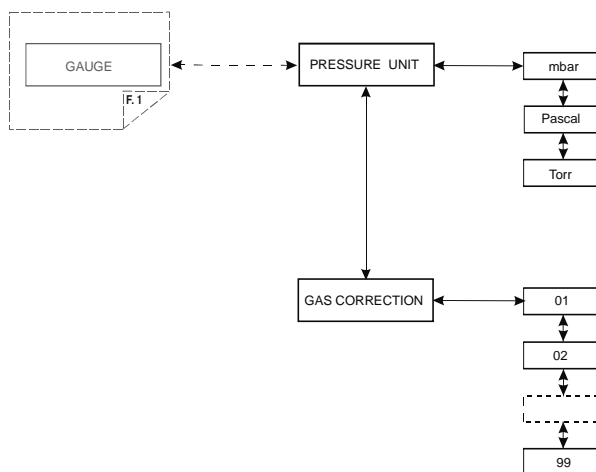 GAUGE
F. 1
PRESSURE UNIT
mbar
Pascal
Torr
GAS CORRECTION
01
02
99